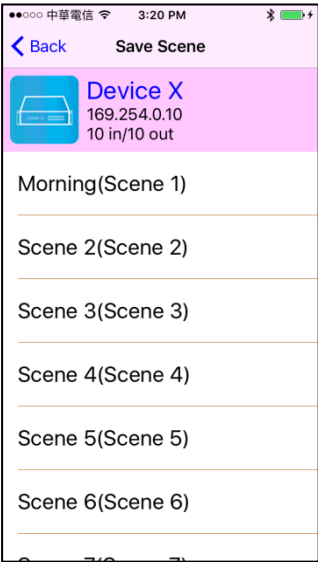 中華電信 3:20 PM
Back Save Scene
Device X
169.254.0.10
10 in/10 out
Morning(Scene 1)
Scene 2(Scene 2)
Scene 3(Scene 3)
Scene 4(Scene 4)
Scene 5(Scene 5)
Scene 6(Scene 6)